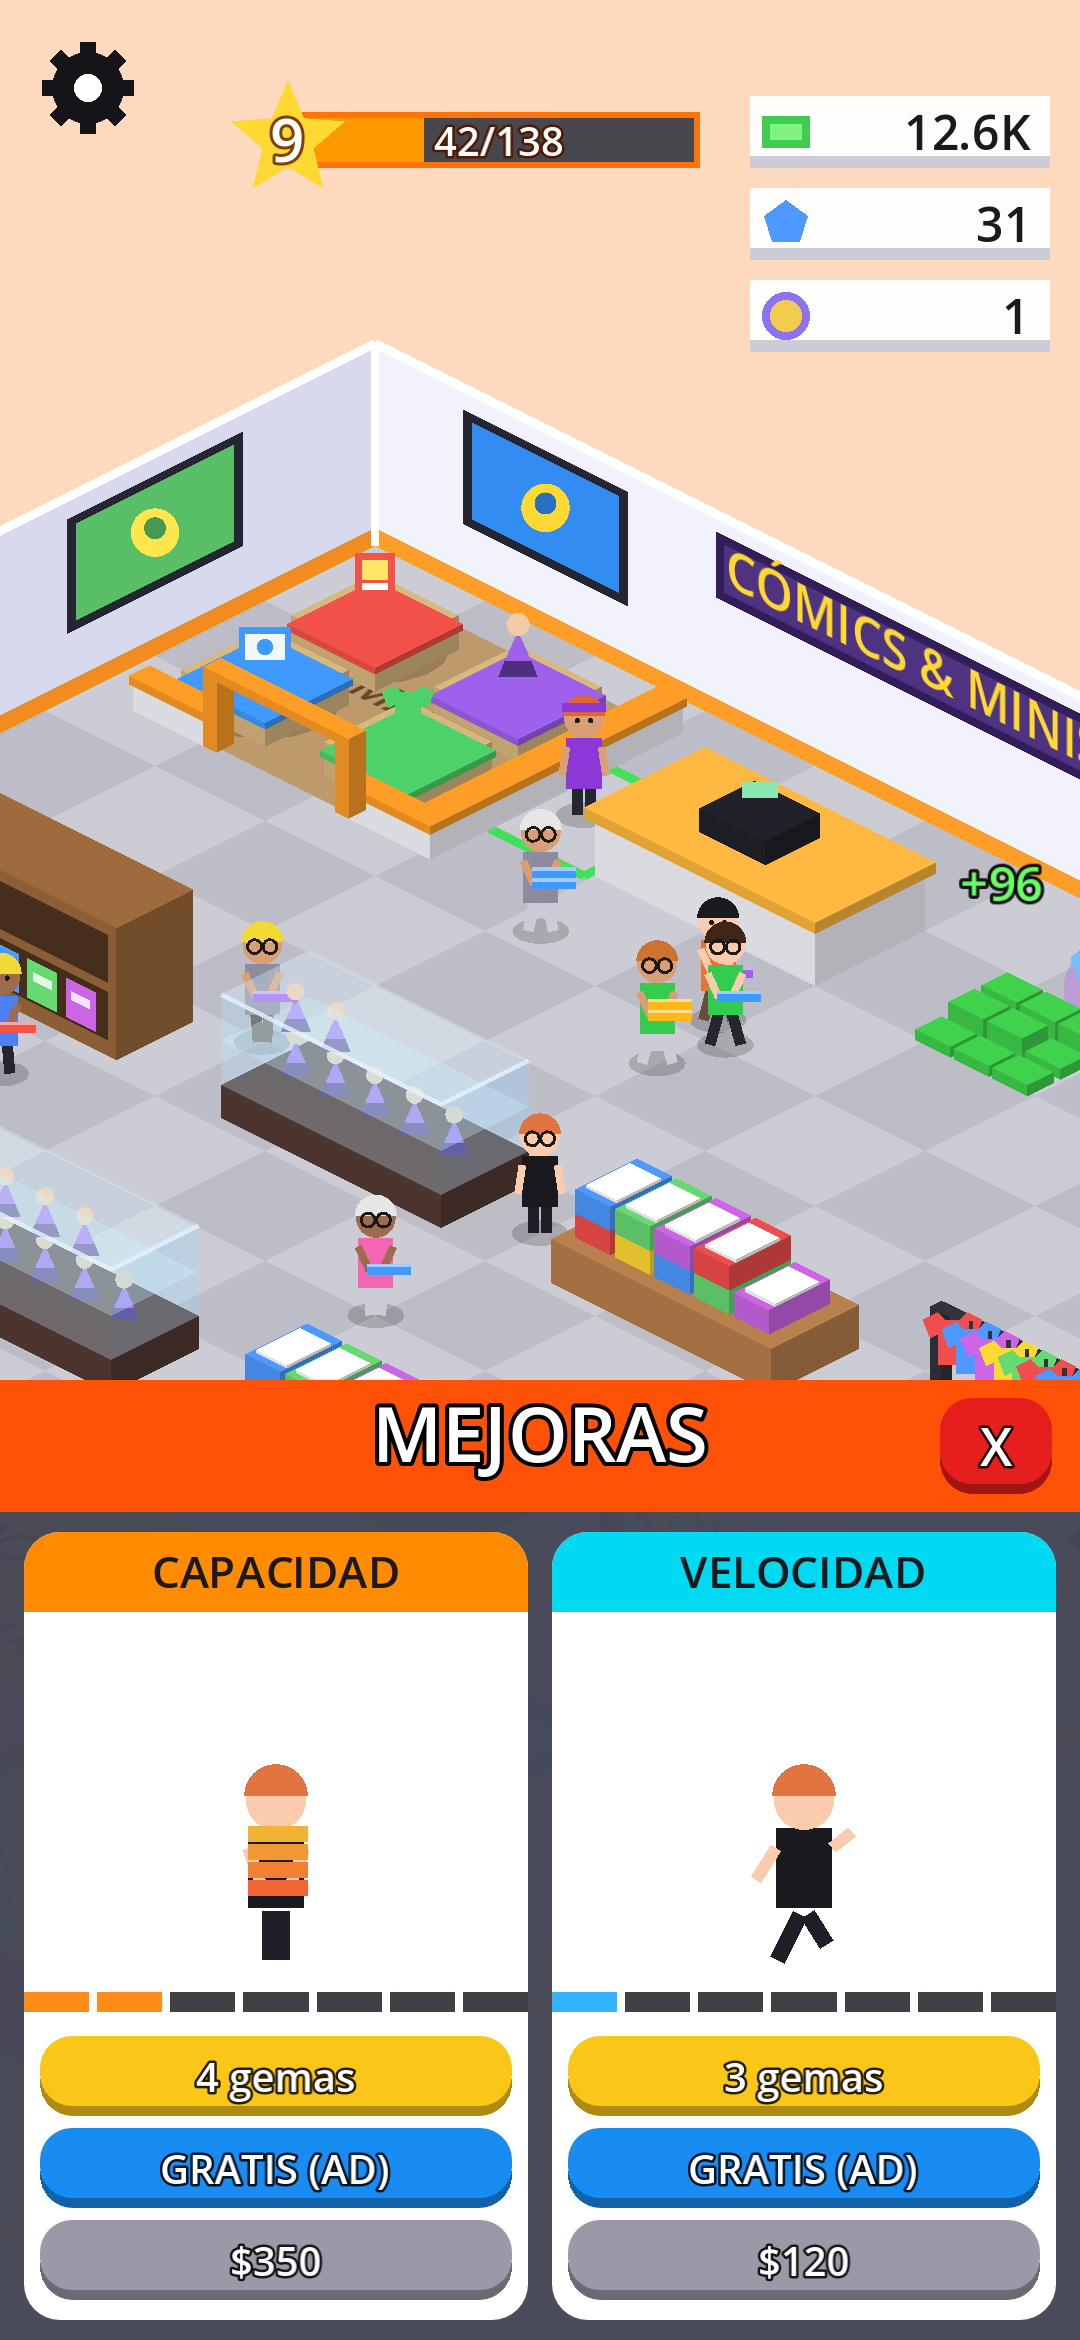 9
42/138
12.6K
31
1
CÓMICS & MINIS
+96
MEJORAS
X
CAPACIDAD
VELOCIDAD
4 gemas
3 gemas
GRATIS (AD)
GRATIS (AD)
$350
$120